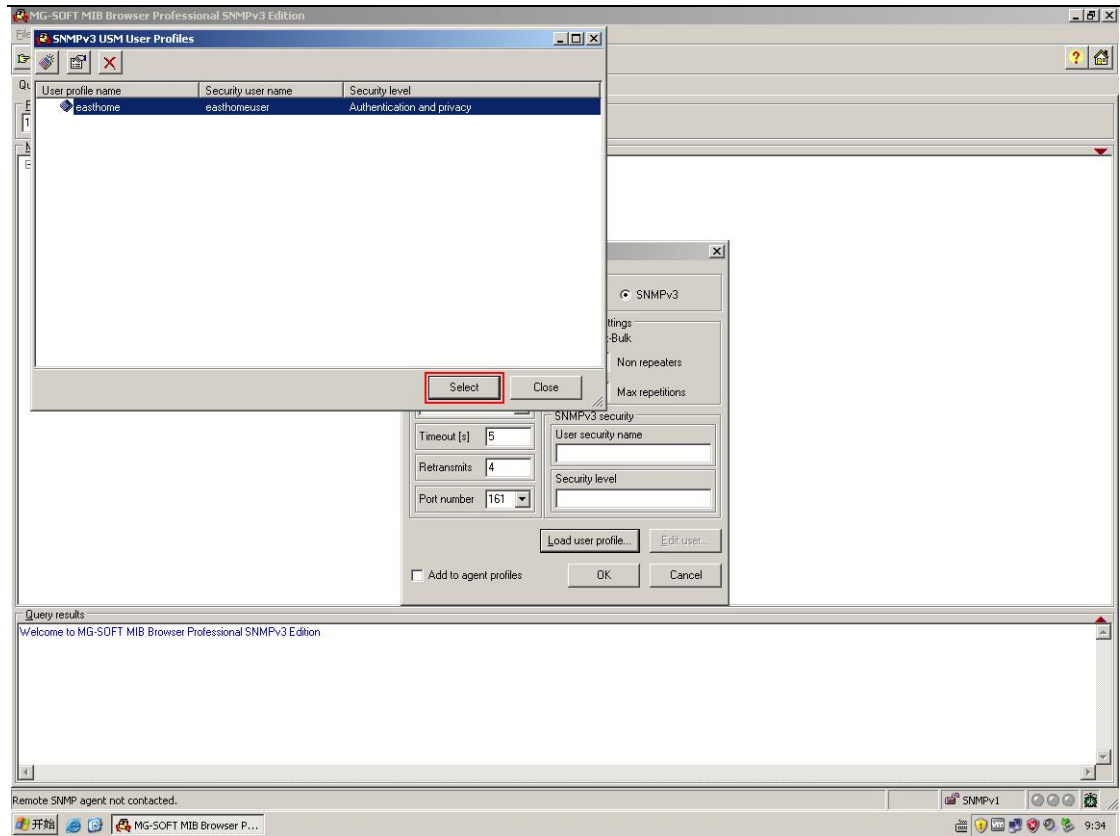 MG-SOFT MIB Browser Professional SNMPv3 Edition
SNMPv3 USM User Profiles
User profile name Security user name Security level
easthome easthomeuser Authentication and privacy
Select Close
SNMPv3
Non repeaters
Max repetitions
SNMPv3 security
Timeout [s] 5
User security name
Retransmits 4
Security level
Port number 161
Load user profile... Edit user...
Add to agent profiles OK Cancel
Query results
Welcome to MG-SOFT MIB Browser Professional SNMPv3 Edition
Remote SNMP agent not contacted. SNMPv1
开始 MG-SOFT MIB Browser P... 9:34